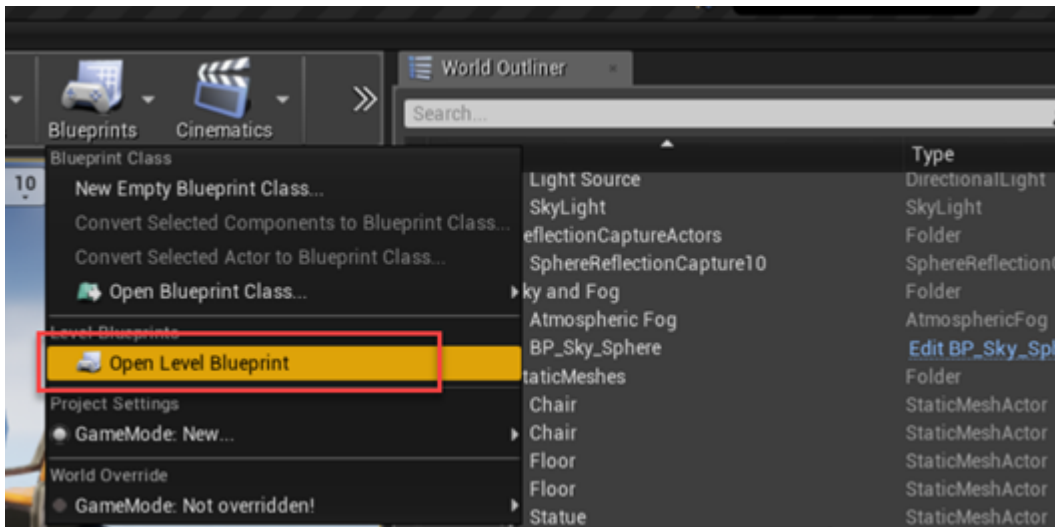 World Outliner
Blueprints
Cinematics
Search...
Blueprint Class
Type
10
New Empty Blueprint Class...
Light Source
DirectionalLight
Convert Selected Components to Blueprint Class...
SkyLight
SkyLight
eflectionCaptureActors
Folder
Convert Selected Actor to Blueprint Class...
SphereReflectionCapture10
SphereReflection
Open Blueprint Class...
ky and Fog
Folder
Level Blueprints
Atmospheric Fog
AtmosphericFog
Open Level Blueprint
BP_Sky_Sphere
Edit BP_Sky_Sph
taticMeshes
Folder
Project Settings
Chair
StaticMeshActor
GameMode: New...
Chair
StaticMeshActor
Floor
StaticMeshActor
World Override
Floor
StaticMeshActor
GameMode: Not overridden!
Statue
StaticMeshActor